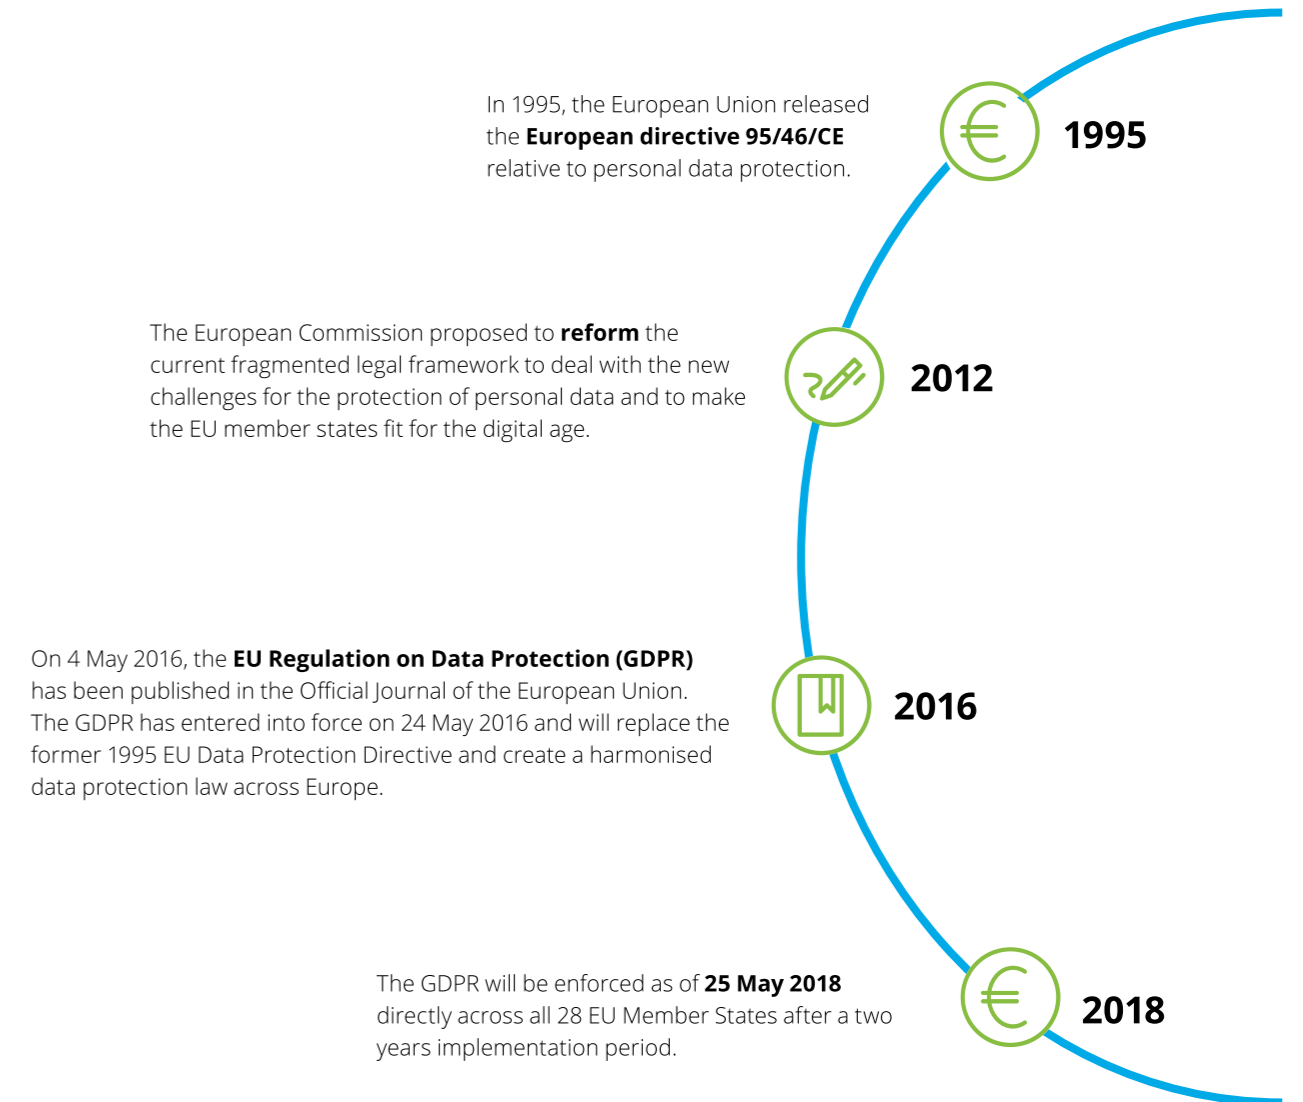 In 1995, the European Union released
the European directive 95/46/CE
relative to personal data protection.
1995
The European Commission proposed to reform the
current fragmented legal framework to deal with the new
challenges for the protection of personal data and to make
the EU member states fit for the digital age.
2012
On 4 May 2016, the EU Regulation on Data Protection (GDPR)
has been published in the Official Journal of the European Union.
The GDPR has entered into force on 24 May 2016 and will replace the
former 1995 EU Data Protection Directive and create a harmonised
data protection law across Europe.
2016
The GDPR will be enforced as of 25 May 2018
directly across all 28 EU Member States after a two
years implementation period.
2018